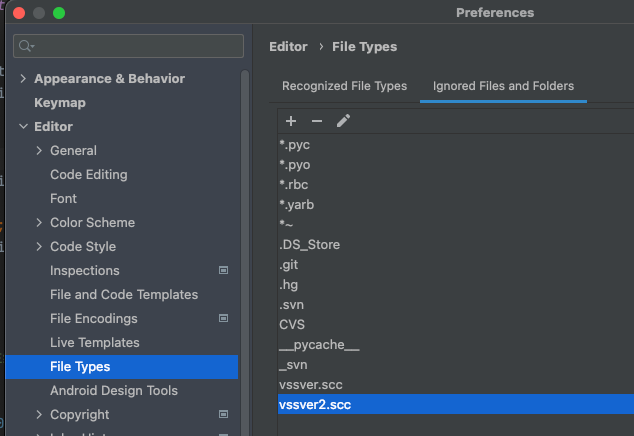 Preferences
Appearance & Behavior
Keymap
Editor
General
Code Editing
Font
Color Scheme
Code Style
Inspections
File and Code Templates
File Encodings
Live Templates
File Types
Android Design Tools
Copyright
Editor › File Types
Recognized File Types
Ignored Files and Folders
*.pyc
*.pyo
*.rbc
*.yarb
*~
.DS_Store
.git
.hg
.svn
CVS
__pycache__
_svn
vssver.scc
vssver2.scc